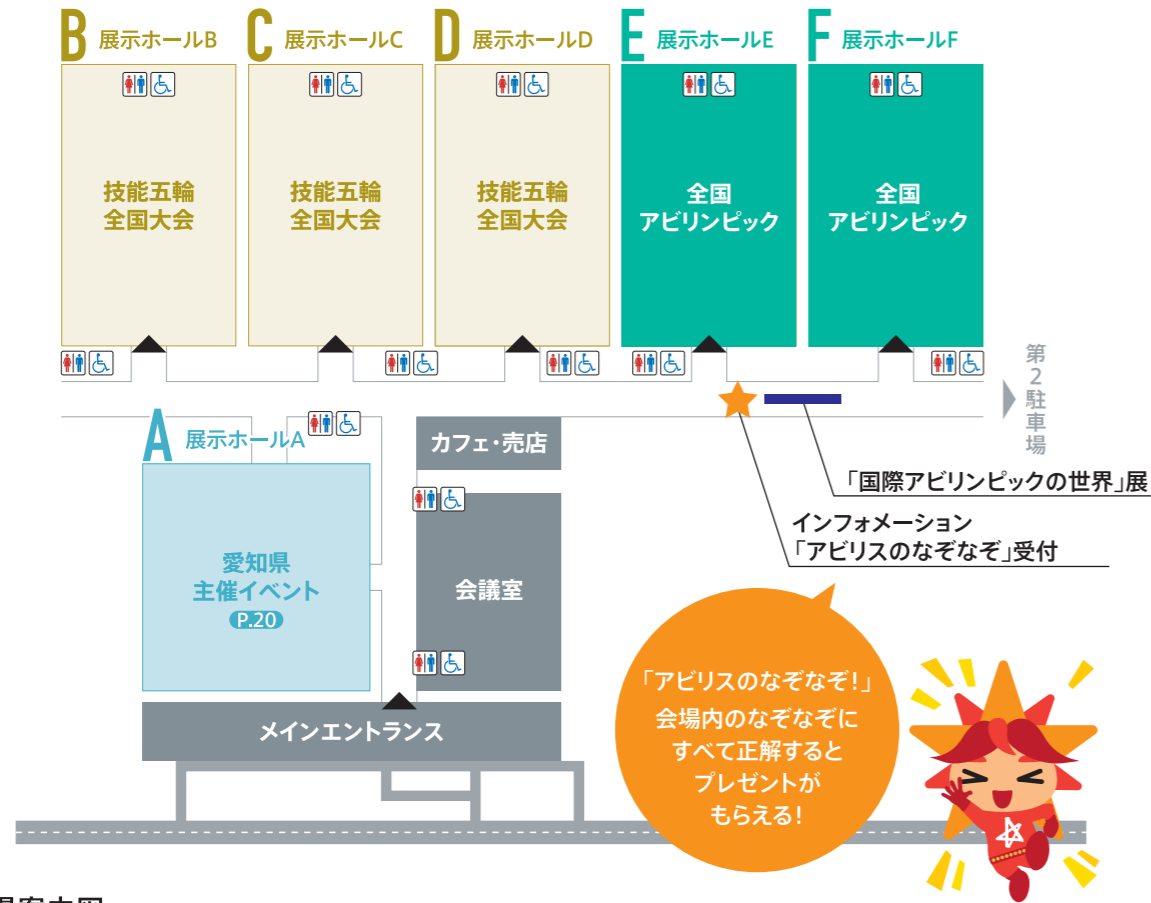 B 展示ホールB
C 展示ホールC
D 展示ホールD
E 展示ホールE
F 展示ホールF
技能五輪
全国大会
技能五輪
全国大会
技能五輪
全国大会
全国
アビリンピック
全国
アビリンピック
第2駐車場
A 展示ホールA
カフェ・売店
「国際アビリンピックの世界」展
インフォメーション
「アビリスのなぞなぞ」受付
愛知県
主催イベント
P.20
会議室
メインエントランス
「アビリスのなぞなぞ!」
会場内のなぞなぞに
すべて正解すると
プレゼントが
もらえる!